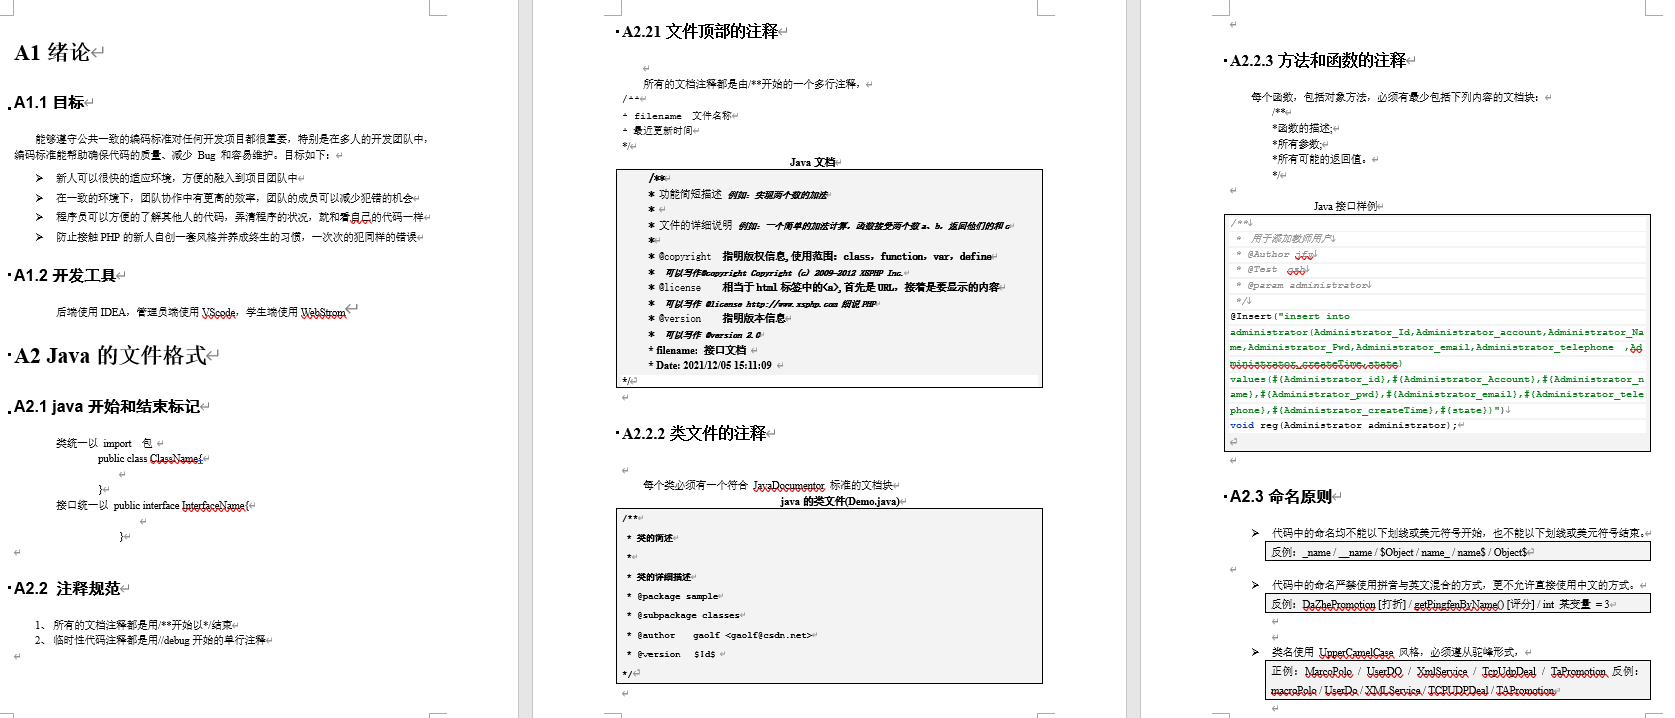 A1 绪论
A1.1 目标
能够遵守公共一致的编码标准对任何开发项目都很重要，特别是在多人的开发团队中，
编码标准能帮助确保代码的质量、减少 Bug 和容易维护。目标如下：
➢ 新人可以很快的适应环境，方便的融入到项目团队中
➢ 在一致的环境下，团队协作中有更高的效率，团队的成员可以减少犯错的机会
➢ 程序员可以方便的了解其他人的代码，弄清程序的状况，就和看自己的代码一样
➢ 防止接触 PHP 的新人自创一套风格并养成终生的习惯，一次次的犯同样的错误
A1.2 开发工具
后端使用 IDEA，管理员端使用 VScode，学生端使用 WebStrom
A2 Java 的文件格式
A2.1 java 开始和结束标记
类统一以 import 包
public class ClassName{
}
接口统一以 public interface InterfaceName{
}
A2.2 注释规范
1、 所有的文档注释都是用/**开始以*/结束
2、 临时性代码注释都是用//debug 开始的单行注释
A2.21 文件顶部的注释
所有的文档注释都是由/**开始的一个多行注释，
/**
* filename 文件名称
* 最近更新时间
*/
Java 文档
/**
* 功能简短描述 例如：实现两个数的加法
*
* 文件的详细说明 例如：一个简单的加法计算，函数接受两个数 a、b，返回他们的和 c
*
* @copyright 指明版权信息,使用范围：class，function，var，define
* 可以写作@copyright Copyright (c) 2009-2012 XSPHP Inc.
* @license 相当于 html 标签中的<a>,首先是 URL，接着是要显示的内容
* 可以写作 @license http://www.xsphp.com 细说 PHP
* @version 指明版本信息
* 可以写作 @version 2.0
* filename: 接口文档
* Date: 2021/12/05 15:11:09
*/
A2.2.2 类文件的注释
每个类必须有一个符合 JavaDocumentor 标准的文档块
java 的类文件(Demo.java)
/**
* 类的简述
*
* 类的详细描述
* @package sample
* @subpackage classes
* @author gaolf <gaolf@csdn.net>
* @version $Id$
*/
A2.2.3 方法和函数的注释
每个函数，包括对象方法，必须有最少包括下列内容的文档块：
/**
*函数的描述;
*所有参数;
*所有可能的返回值。
*/
Java 接口样例
/**
* 用于添加教师用户
* @Author jfm
* @Test gzh
* @param administrator
*/
@Insert("insert into
administrator(Administrator_Id,Administrator_account,Administrator_Na
me,Administrator_Pwd,Administrator_email,Administrator_telephone ,Ad
ministrator_createTime,state)
values(#{Administrator_id},#{Administrator_Account},#{Administrator_n
ame},#{Administrator_pwd},#{Administrator_email},#{Administrator_tele
phone},#{Administrator_createTime},#{state})")
void reg(Administrator administrator);
A2.3 命名原则
➢ 代码中的命名均不能以下划线或美元符号开始，也不能以下划线或美元符号结束。
反例：_name / __name / $Object / name_ / name$ / Object$
➢ 代码中的命名严禁使用拼音与英文混合的方式，更不允许直接使用中文的方式。
反例：DaZhePromotion [打折] / getPingfenByName() [评分] / int 某变量 = 3
➢ 类名使用 UpperCamelCase 风格，必须遵从驼峰形式，
正例：MarcoPolo / UserDO / XmlService / TcpUdpDeal / TaPromotion 反例：
macroPolo / UserDo / XMLService / TCPUDPDeal / TAPromotion